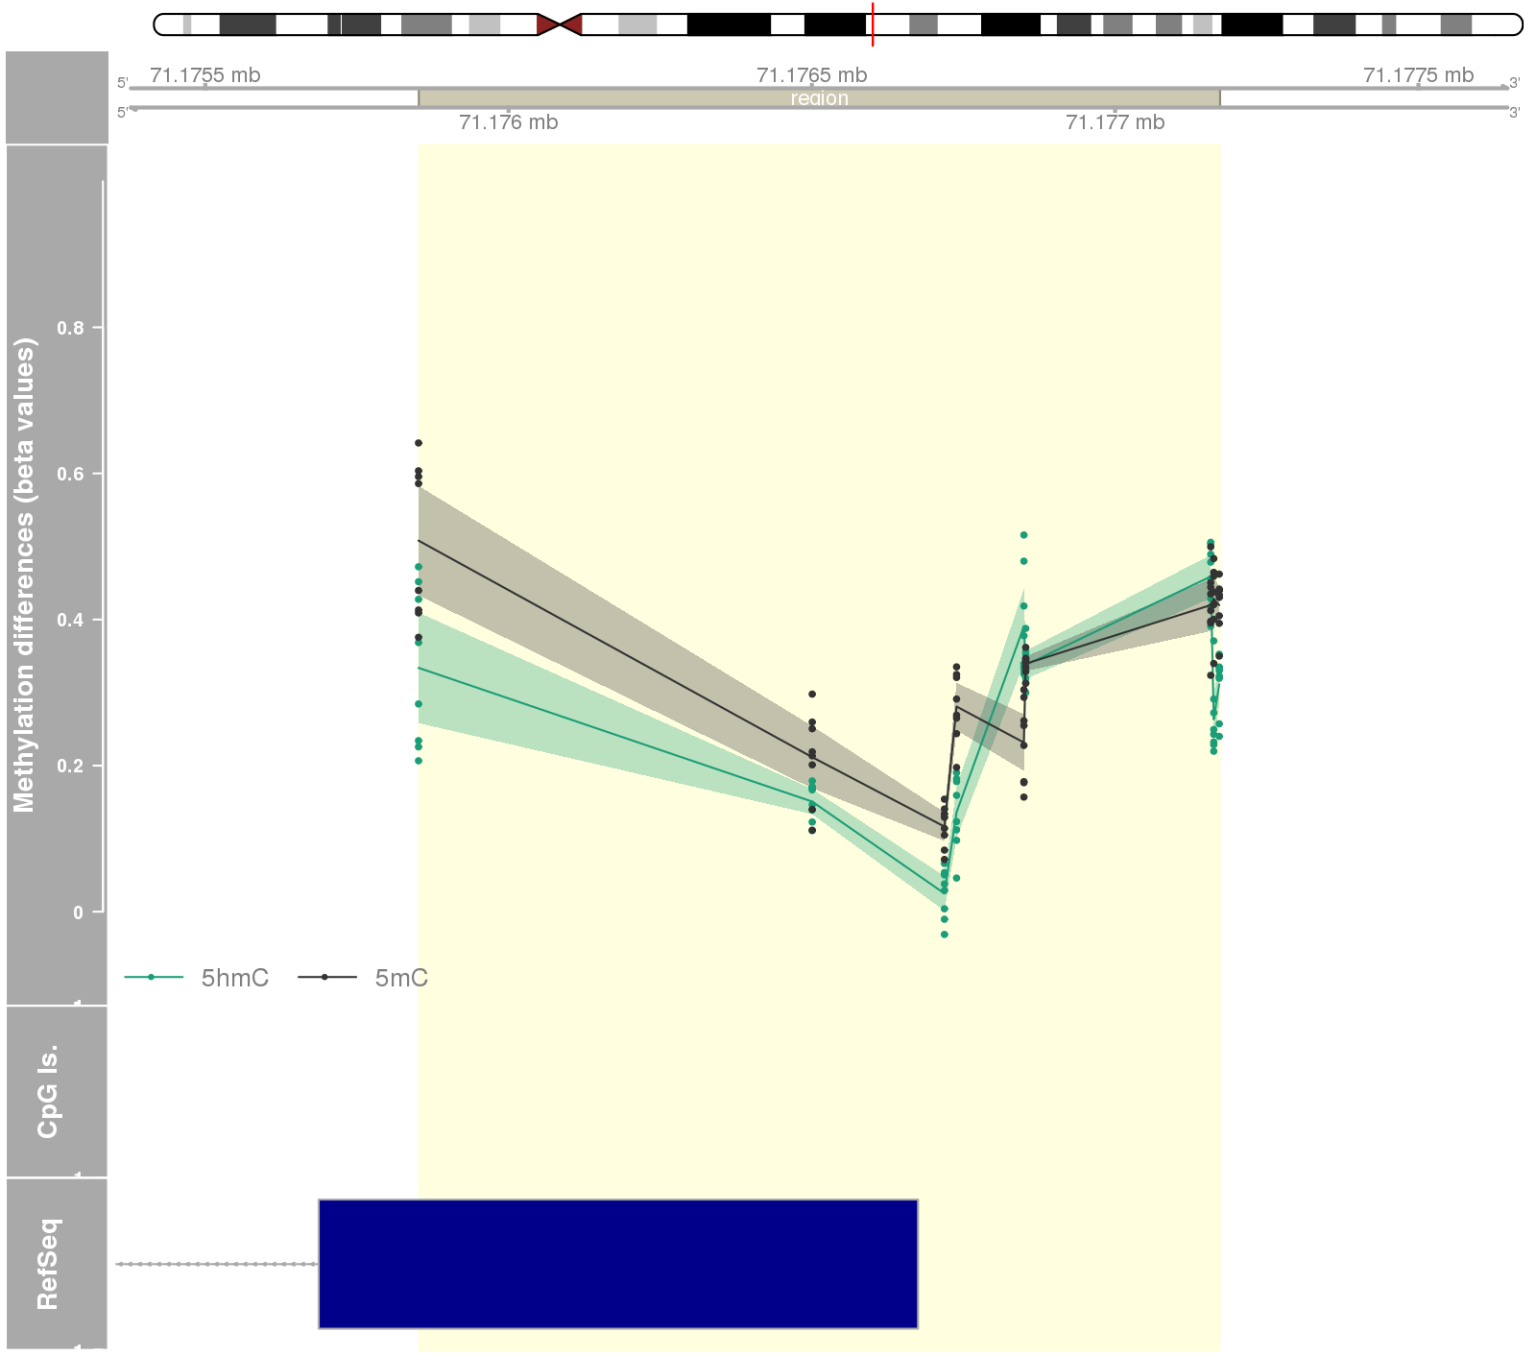 71.1755 mb
71.1765 mb
71.1775 mb
5'
3'
region
5'
3'
71.176 mb
71.177 mb
Methylation differences (beta values)
0.8
0.6
0.4
0.2
0
5hmC
5mC
CpG Is.
RefSeq